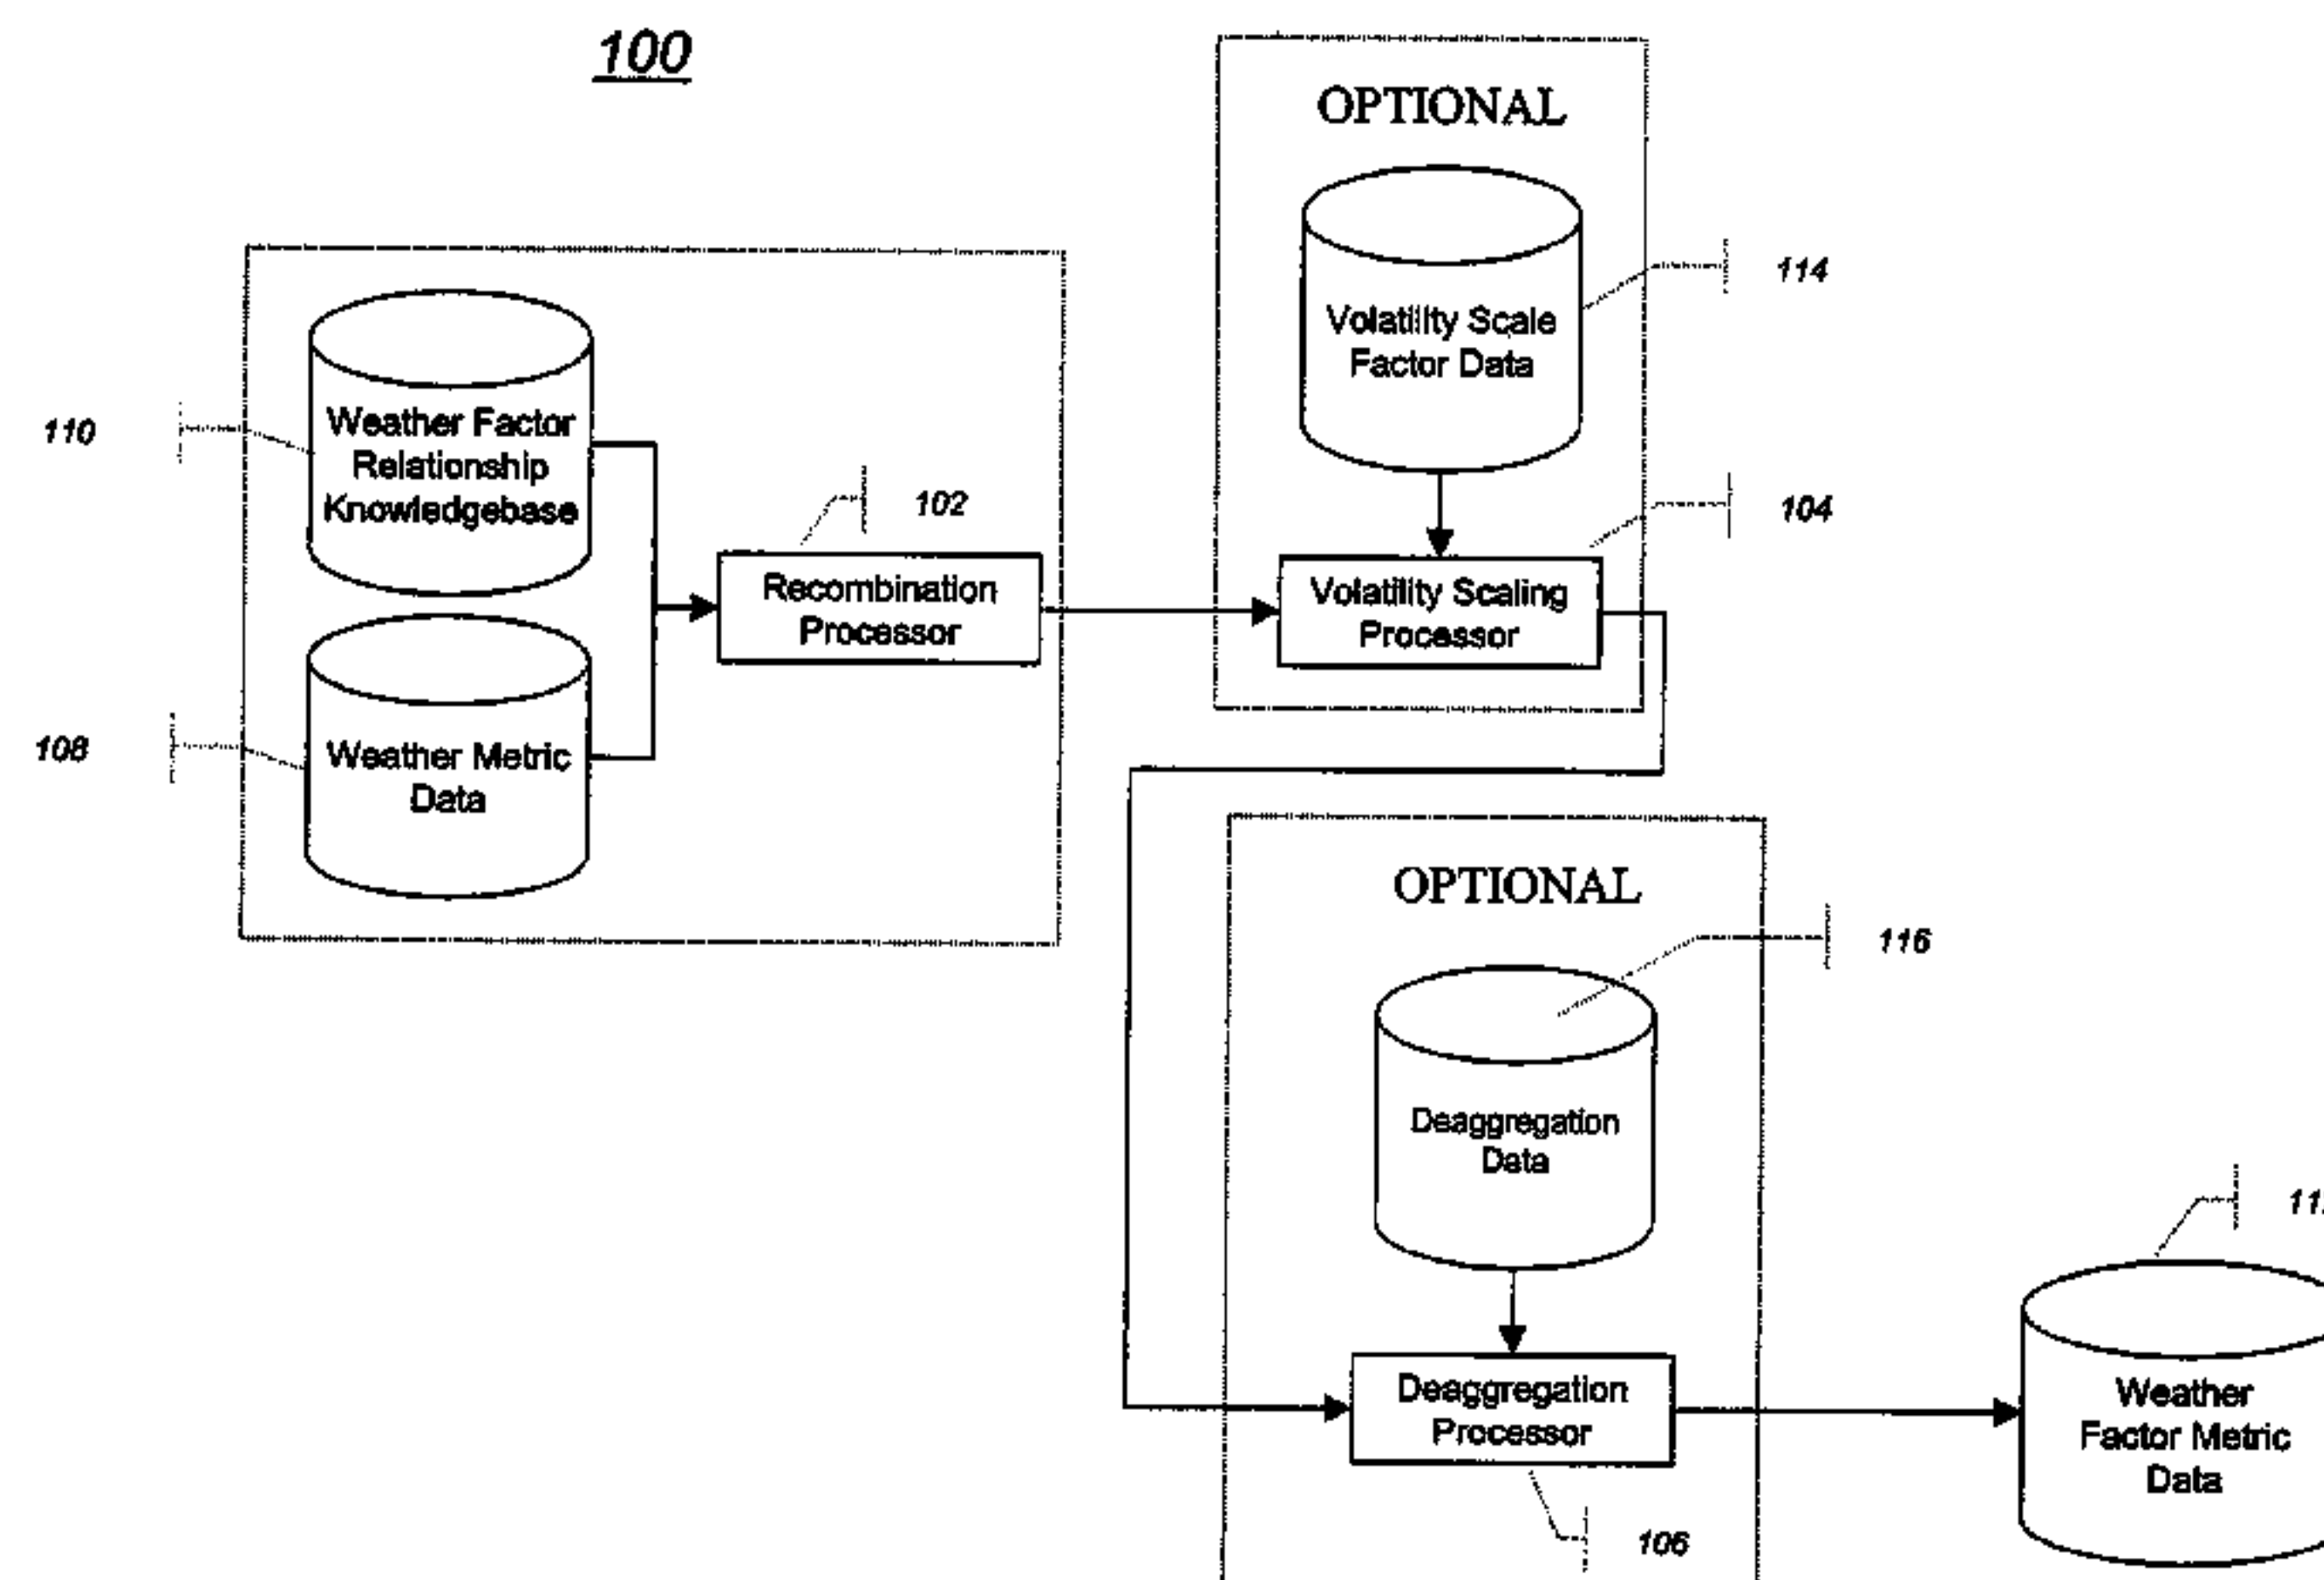 100
OPTIONAL
Volatility Scale
Factor Data
114
110
Weather Factor
Relationship
Knowledgebase
102
104
Recombination
Processor
Volatility Scaling
Processor
108
Weather Metric
Data
OPTIONAL
116
Deaggregation
Data
Deaggregation
Processor
106
Weather
Factor Metric
Data